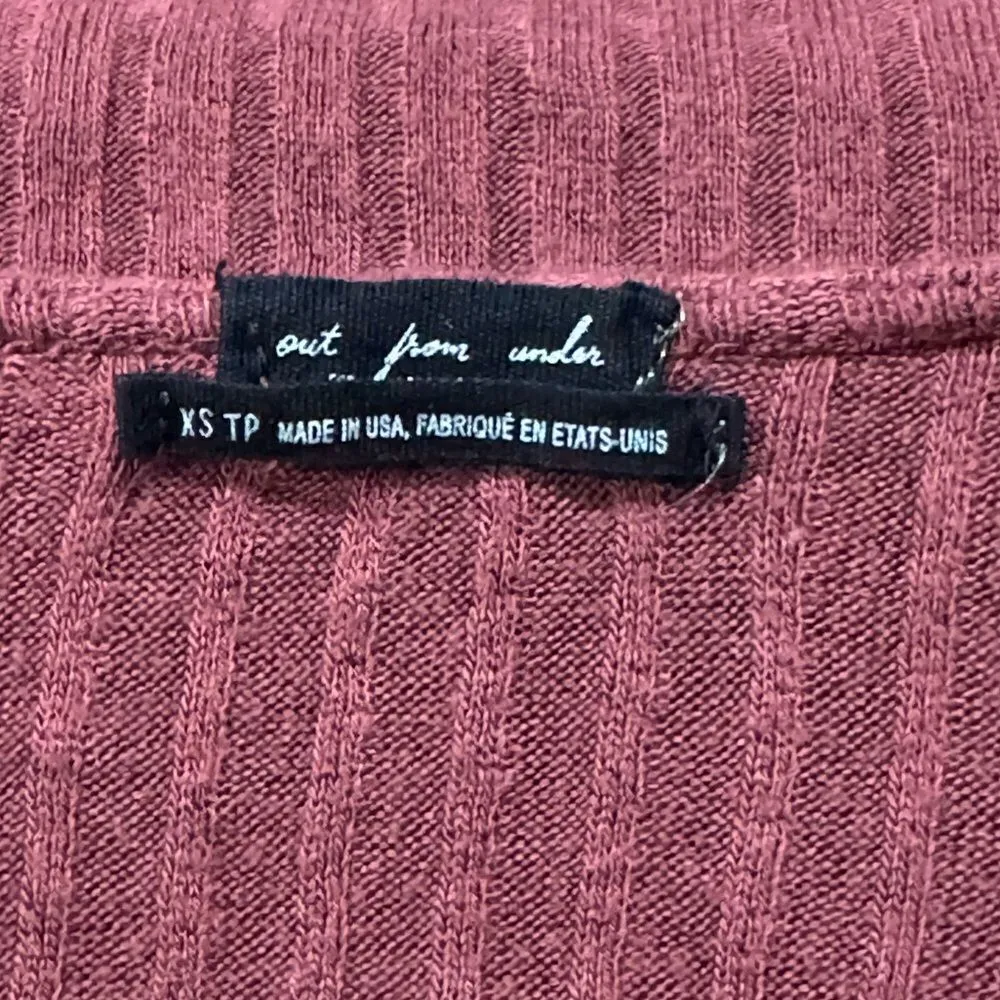 out from under
XS TP MADE IN USA, FABRIQUÉ EN ETATS-UNIS